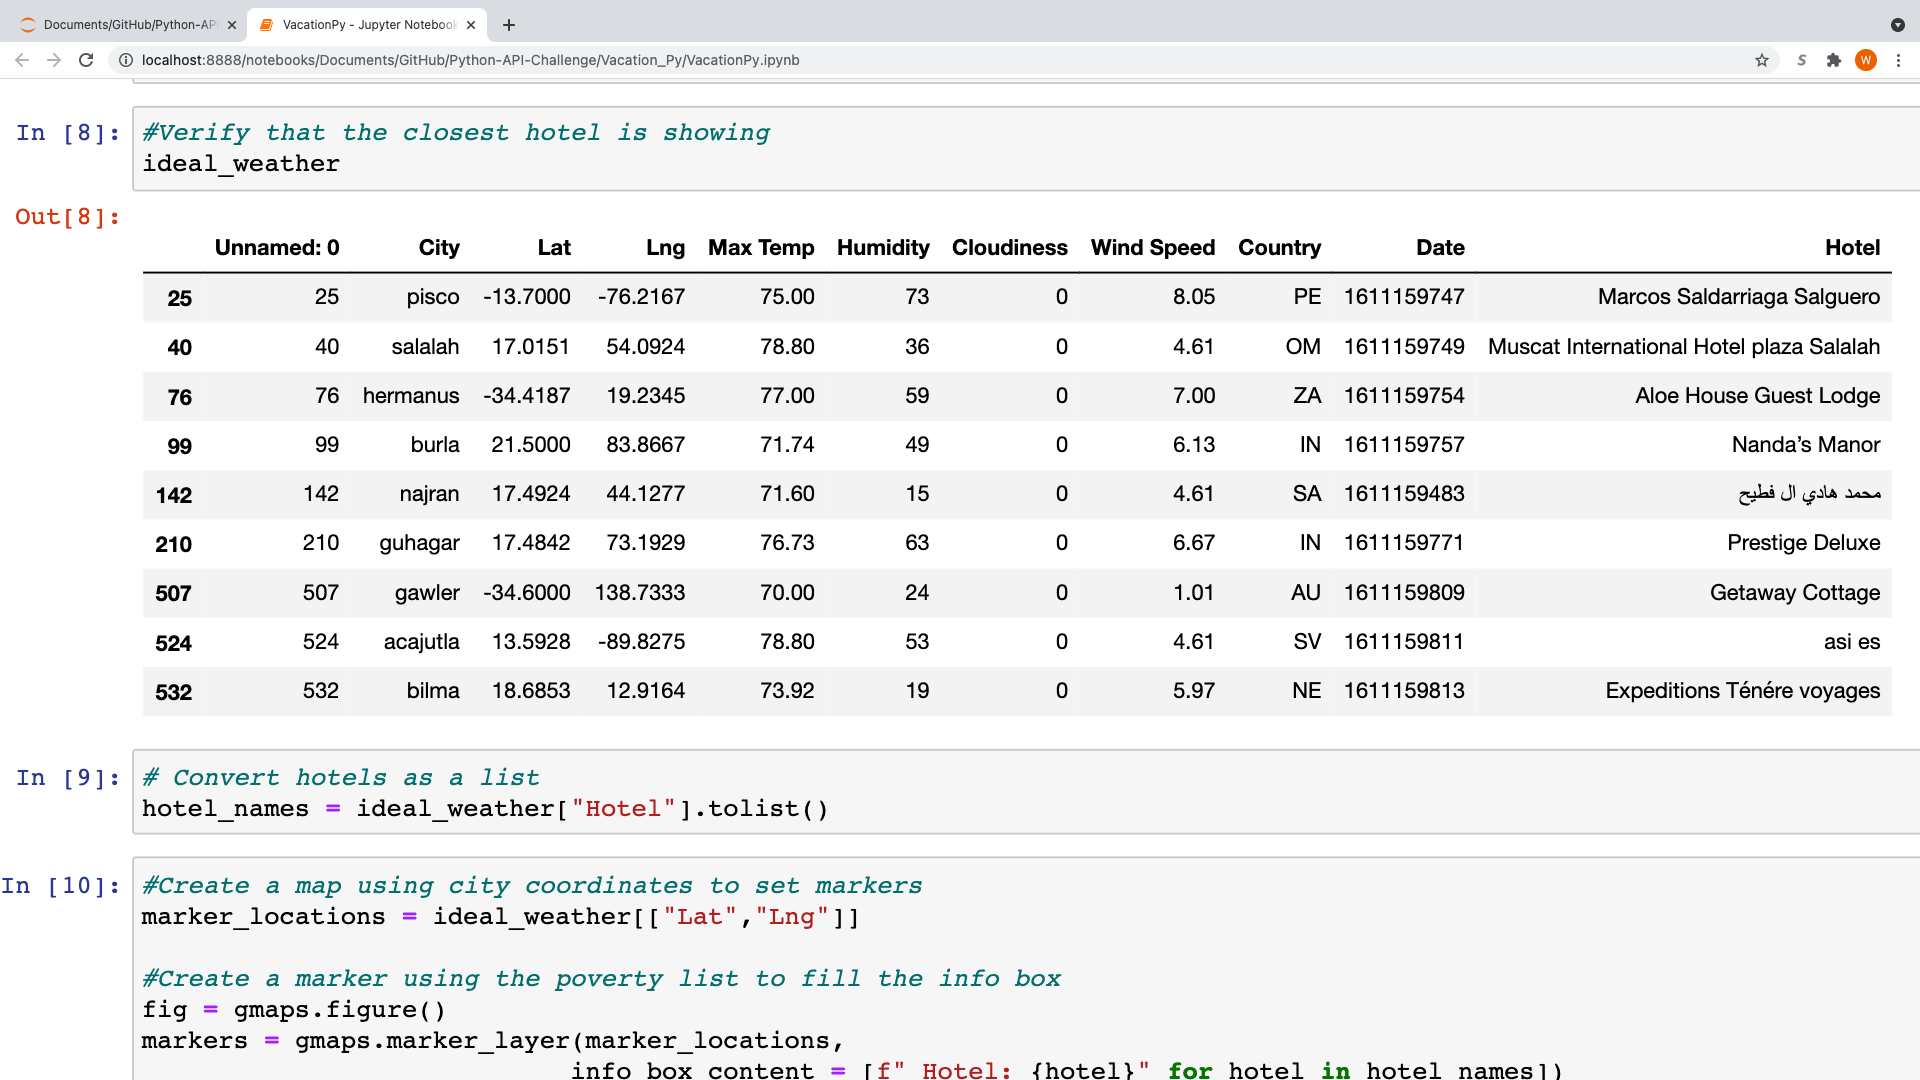 Documents/GitHub/Python-AP
VacationPy - Jupyter Notebook
localhost:8888/notebooks/Documents/GitHub/Python-API-Challenge/Vacation_Py/VacationPy.ipynb
S
W
In [8]: #Verify that the closest hotel is showing
ideal_weather
Out[8]:
Unnamed: 0 City Lat Lng Max Temp Humidity Cloudiness Wind Speed Country Date Hotel
25 25 pisco -13.7000 -76.2167 75.00 73 0 8.05 PE 1611159747 Marcos Saldarriaga Salguero
40 40 salalah 17.0151 54.0924 78.80 36 0 4.61 OM 1611159749 Muscat International Hotel plaza Salalah
76 76 hermanus -34.4187 19.2345 77.00 59 0 7.00 ZA 1611159754 Aloe House Guest Lodge
99 99 burla 21.5000 83.8667 71.74 49 0 6.13 IN 1611159757 Nanda’s Manor
142 142 najran 17.4924 44.1277 71.60 15 0 4.61 SA 1611159483 محمد هادي ال فطيح
210 210 guhagar 17.4842 73.1929 76.73 63 0 6.67 IN 1611159771 Prestige Deluxe
507 507 gawler -34.6000 138.7333 70.00 24 0 1.01 AU 1611159809 Getaway Cottage
524 524 acajutla 13.5928 -89.8275 78.80 53 0 4.61 SV 1611159811 asi es
532 532 bilma 18.6853 12.9164 73.92 19 0 5.97 NE 1611159813 Expeditions Ténére voyages
In [9]: # Convert hotels as a list
hotel_names = ideal_weather["Hotel"].tolist()
In [10]: #Create a map using city coordinates to set markers
marker_locations = ideal_weather[["Lat","Lng"]]
#Create a marker using the poverty list to fill the info box
fig = gmaps.figure()
markers = gmaps.marker_layer(marker_locations,
info_box_content = [f" Hotel: {hotel}" for hotel in hotel_names])